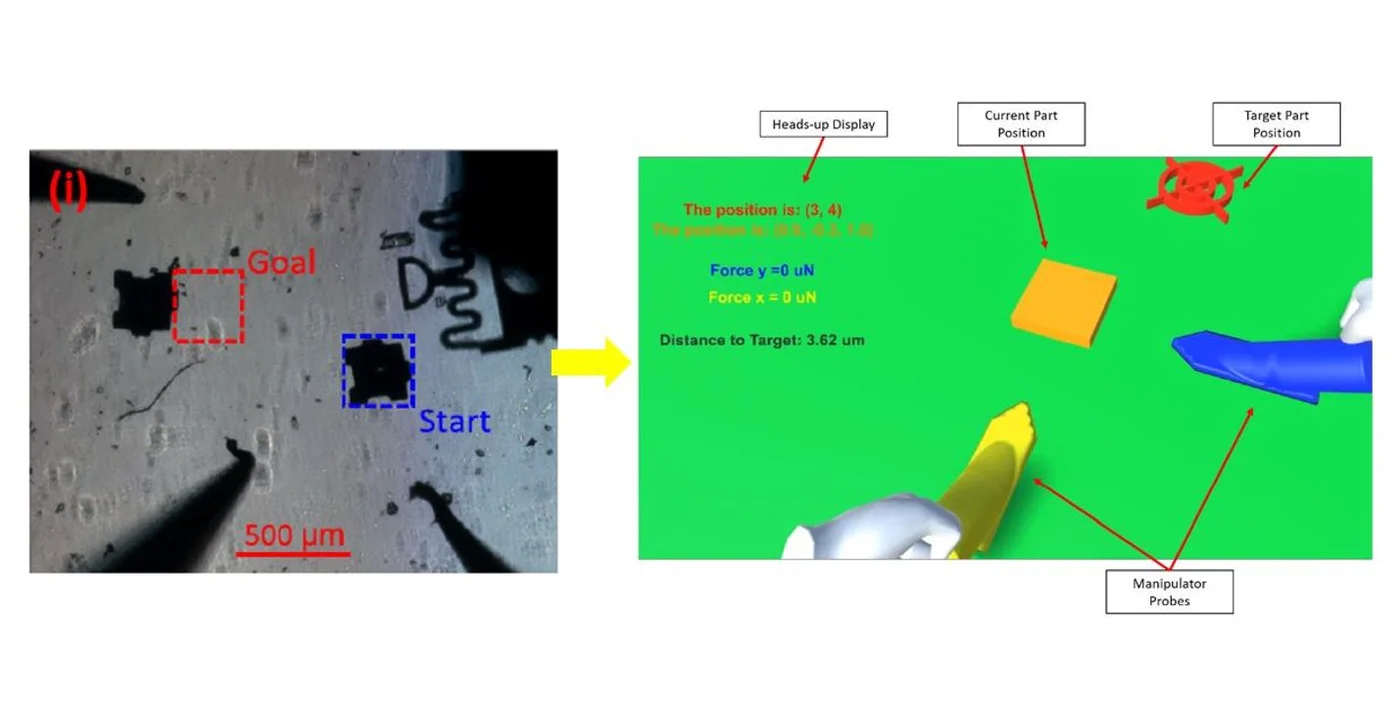 (i)
Goal
Start
500 µm
Heads-up Display
Current Part
Position
Target Part
Position
The position is: (3, 4)
The position is:
Force y =0 uN
Force x = 0 uN
Distance to Target: 3.62 um
Manipulator
Probes